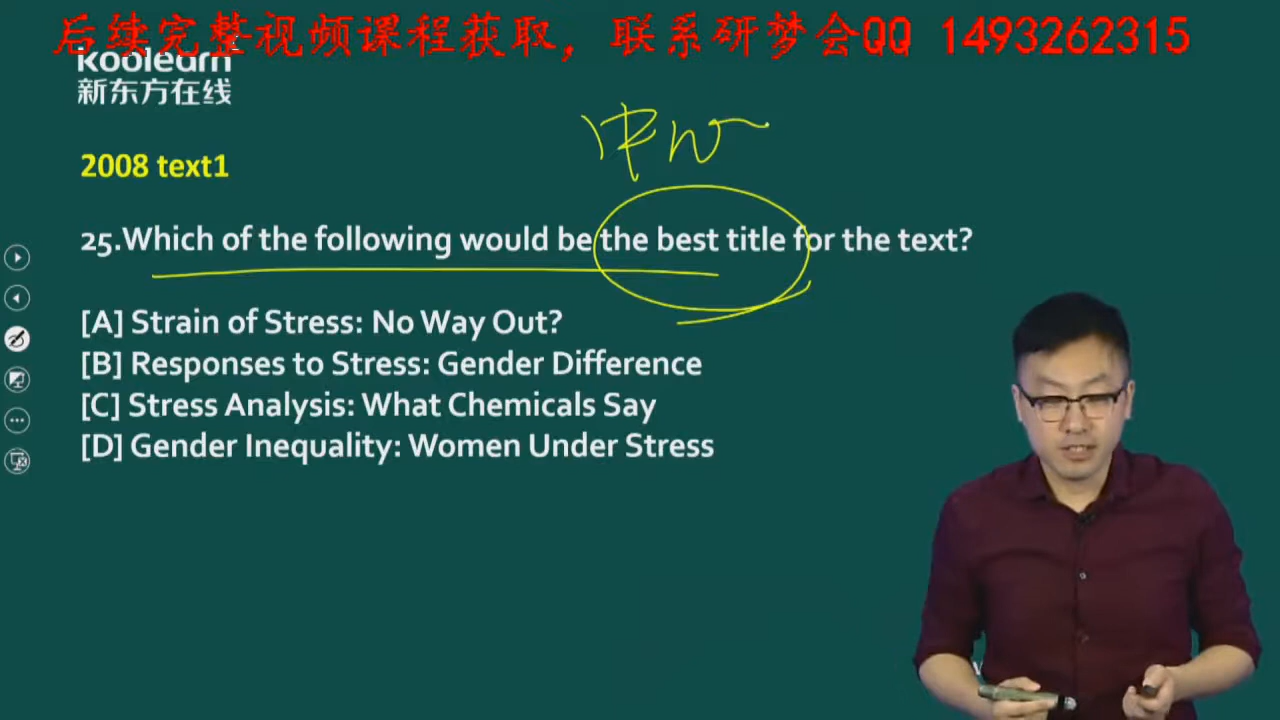 后续完整视频课程获取，联系研梦会QQ 1493262315
koolearn
新东方在线
中心
2008 text1
25.Which of the following would be the best title for the text?
[A] Strain of Stress: No Way Out?
[B] Responses to Stress: Gender Difference
[C] Stress Analysis: What Chemicals Say
[D] Gender Inequality: Women Under Stress